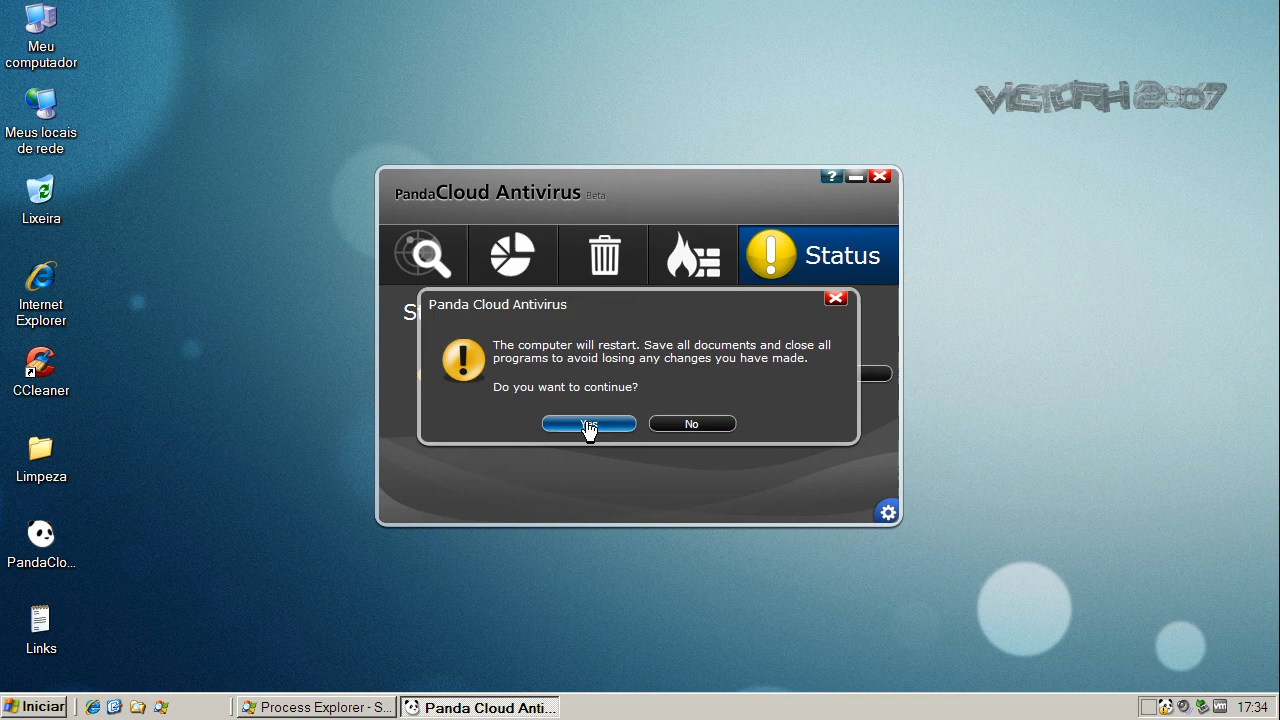 Meu
computador
Meus locais
de rede
Lixeira
Internet
Explorer
CCleaner
Limpeza
PandaClo...
Links
VICTORH 2007
PandaCloud Antivirus Beta
?
Status
Panda Cloud Antivirus
The computer will restart. Save all documents and close all
programs to avoid losing any changes you have made.
Do you want to continue?
No
Iniciar
Process Explorer - S...
Panda Cloud Anti...
17:34